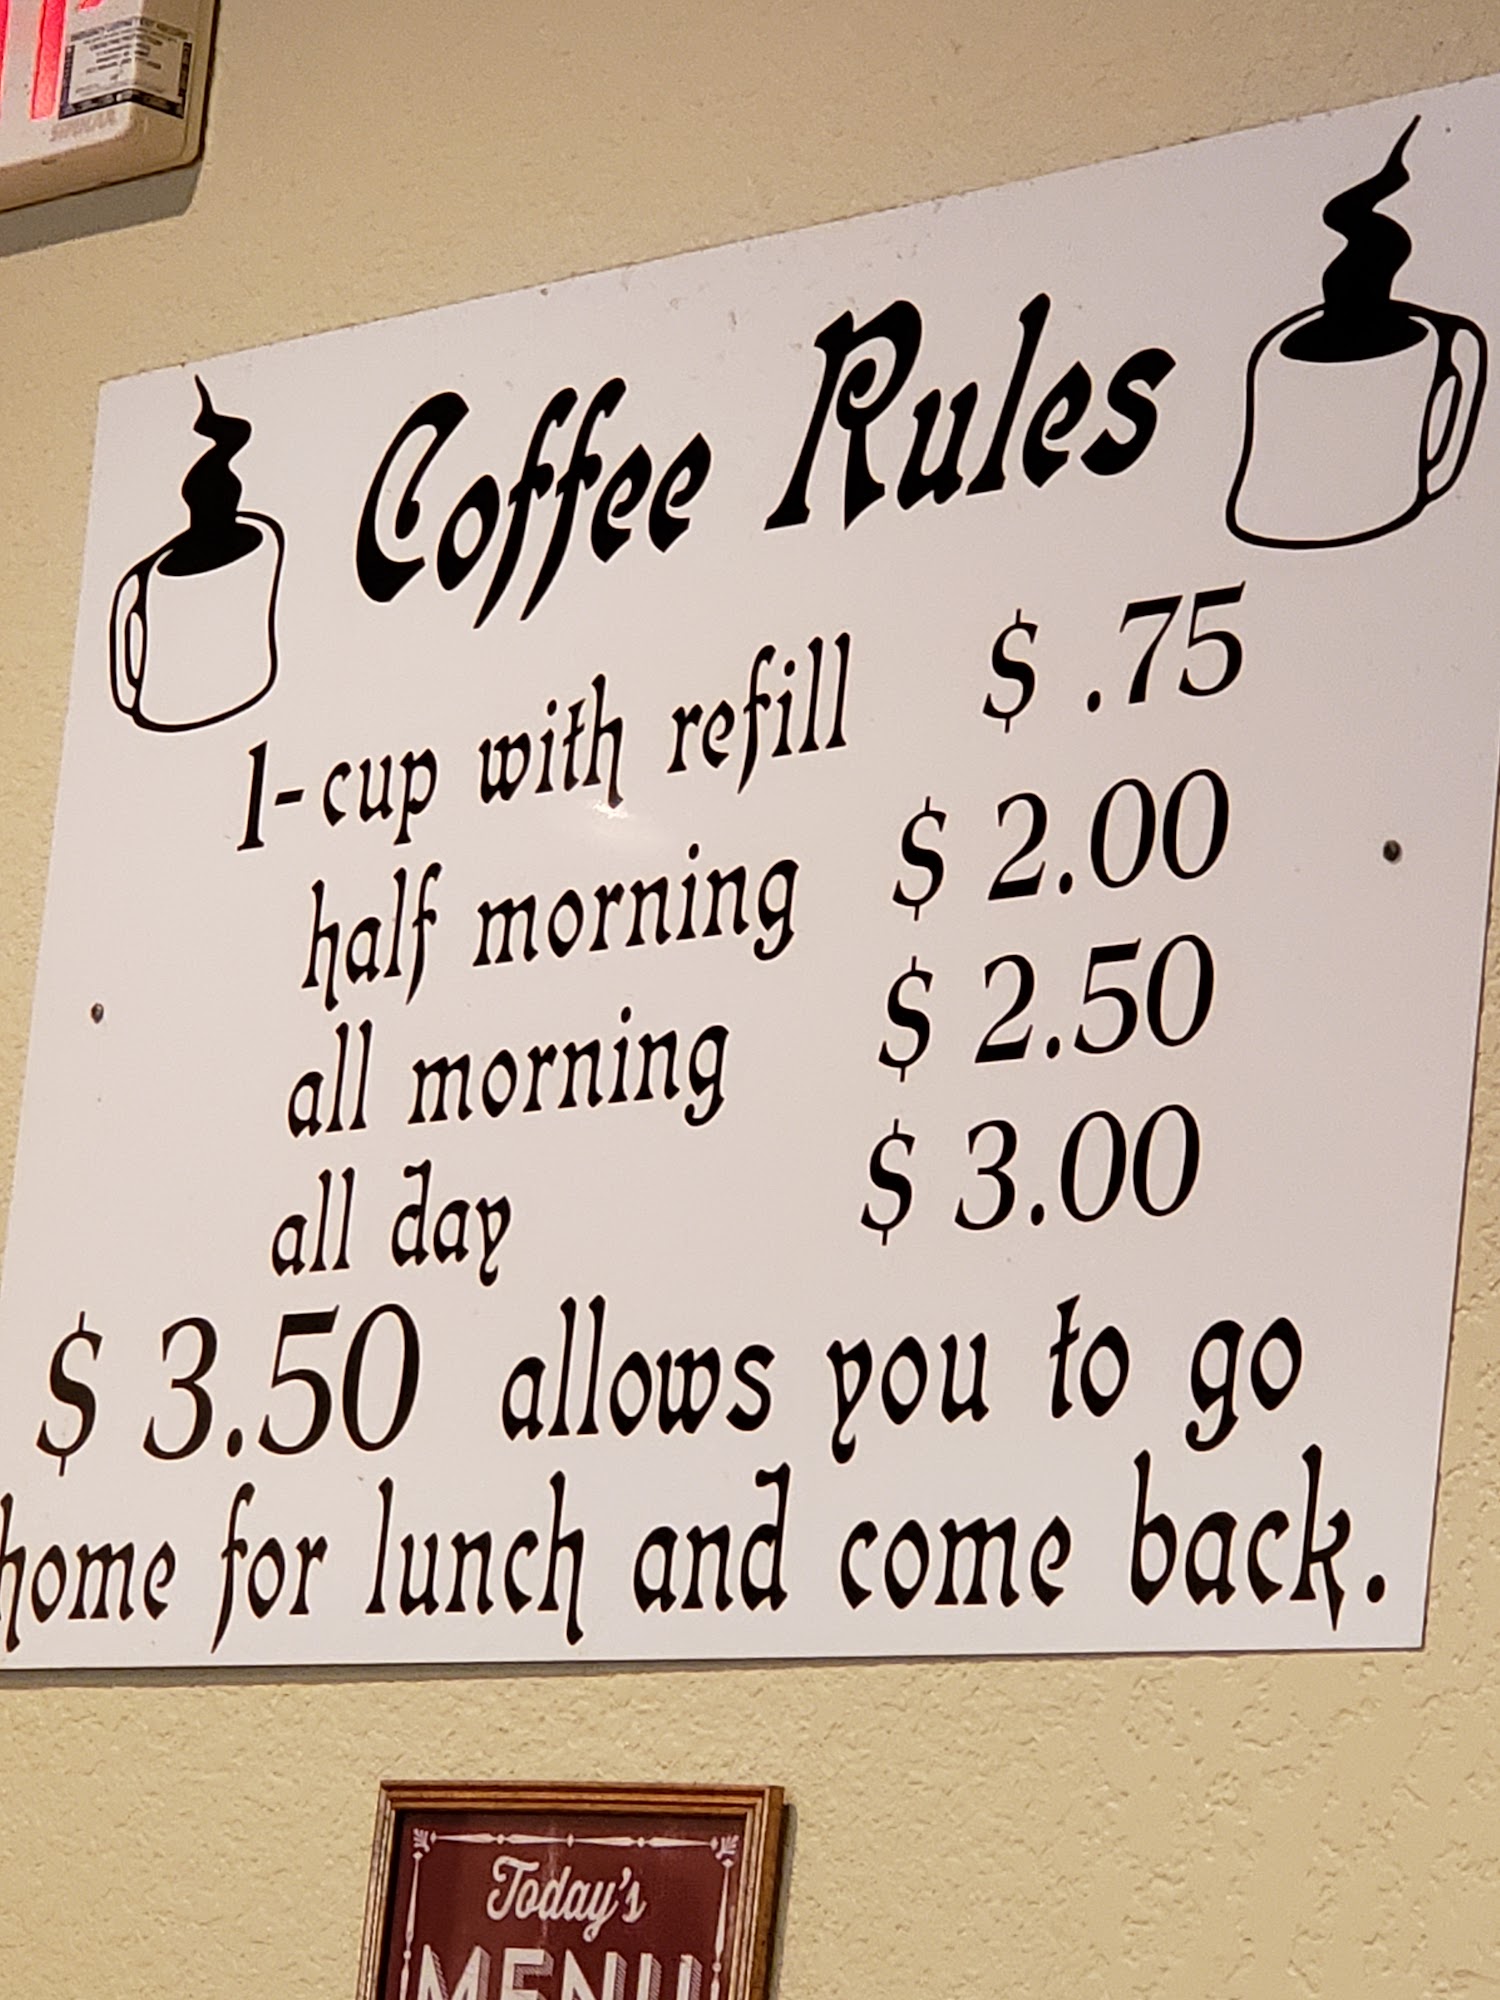 Coffee Rules
1-cup with refill $ .75
half morning $ 2.00
all morning $ 2.50
all day $ 3.00
$ 3.50 allows you to go
home for lunch and come back.
Today's
MENU